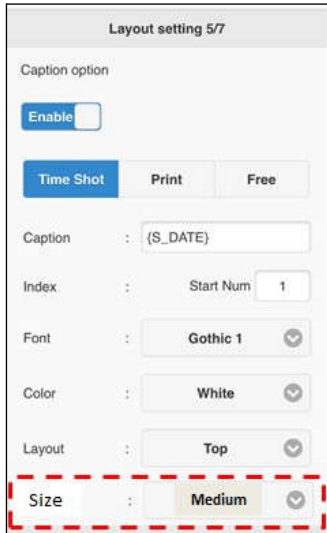 Layout setting 5/7
Caption option
Enable
Time Shot Print Free
Caption : {S_DATE}
Index : Start Num 1
Font : Gothic 1
Color : White
Layout : Top
Size : Medium